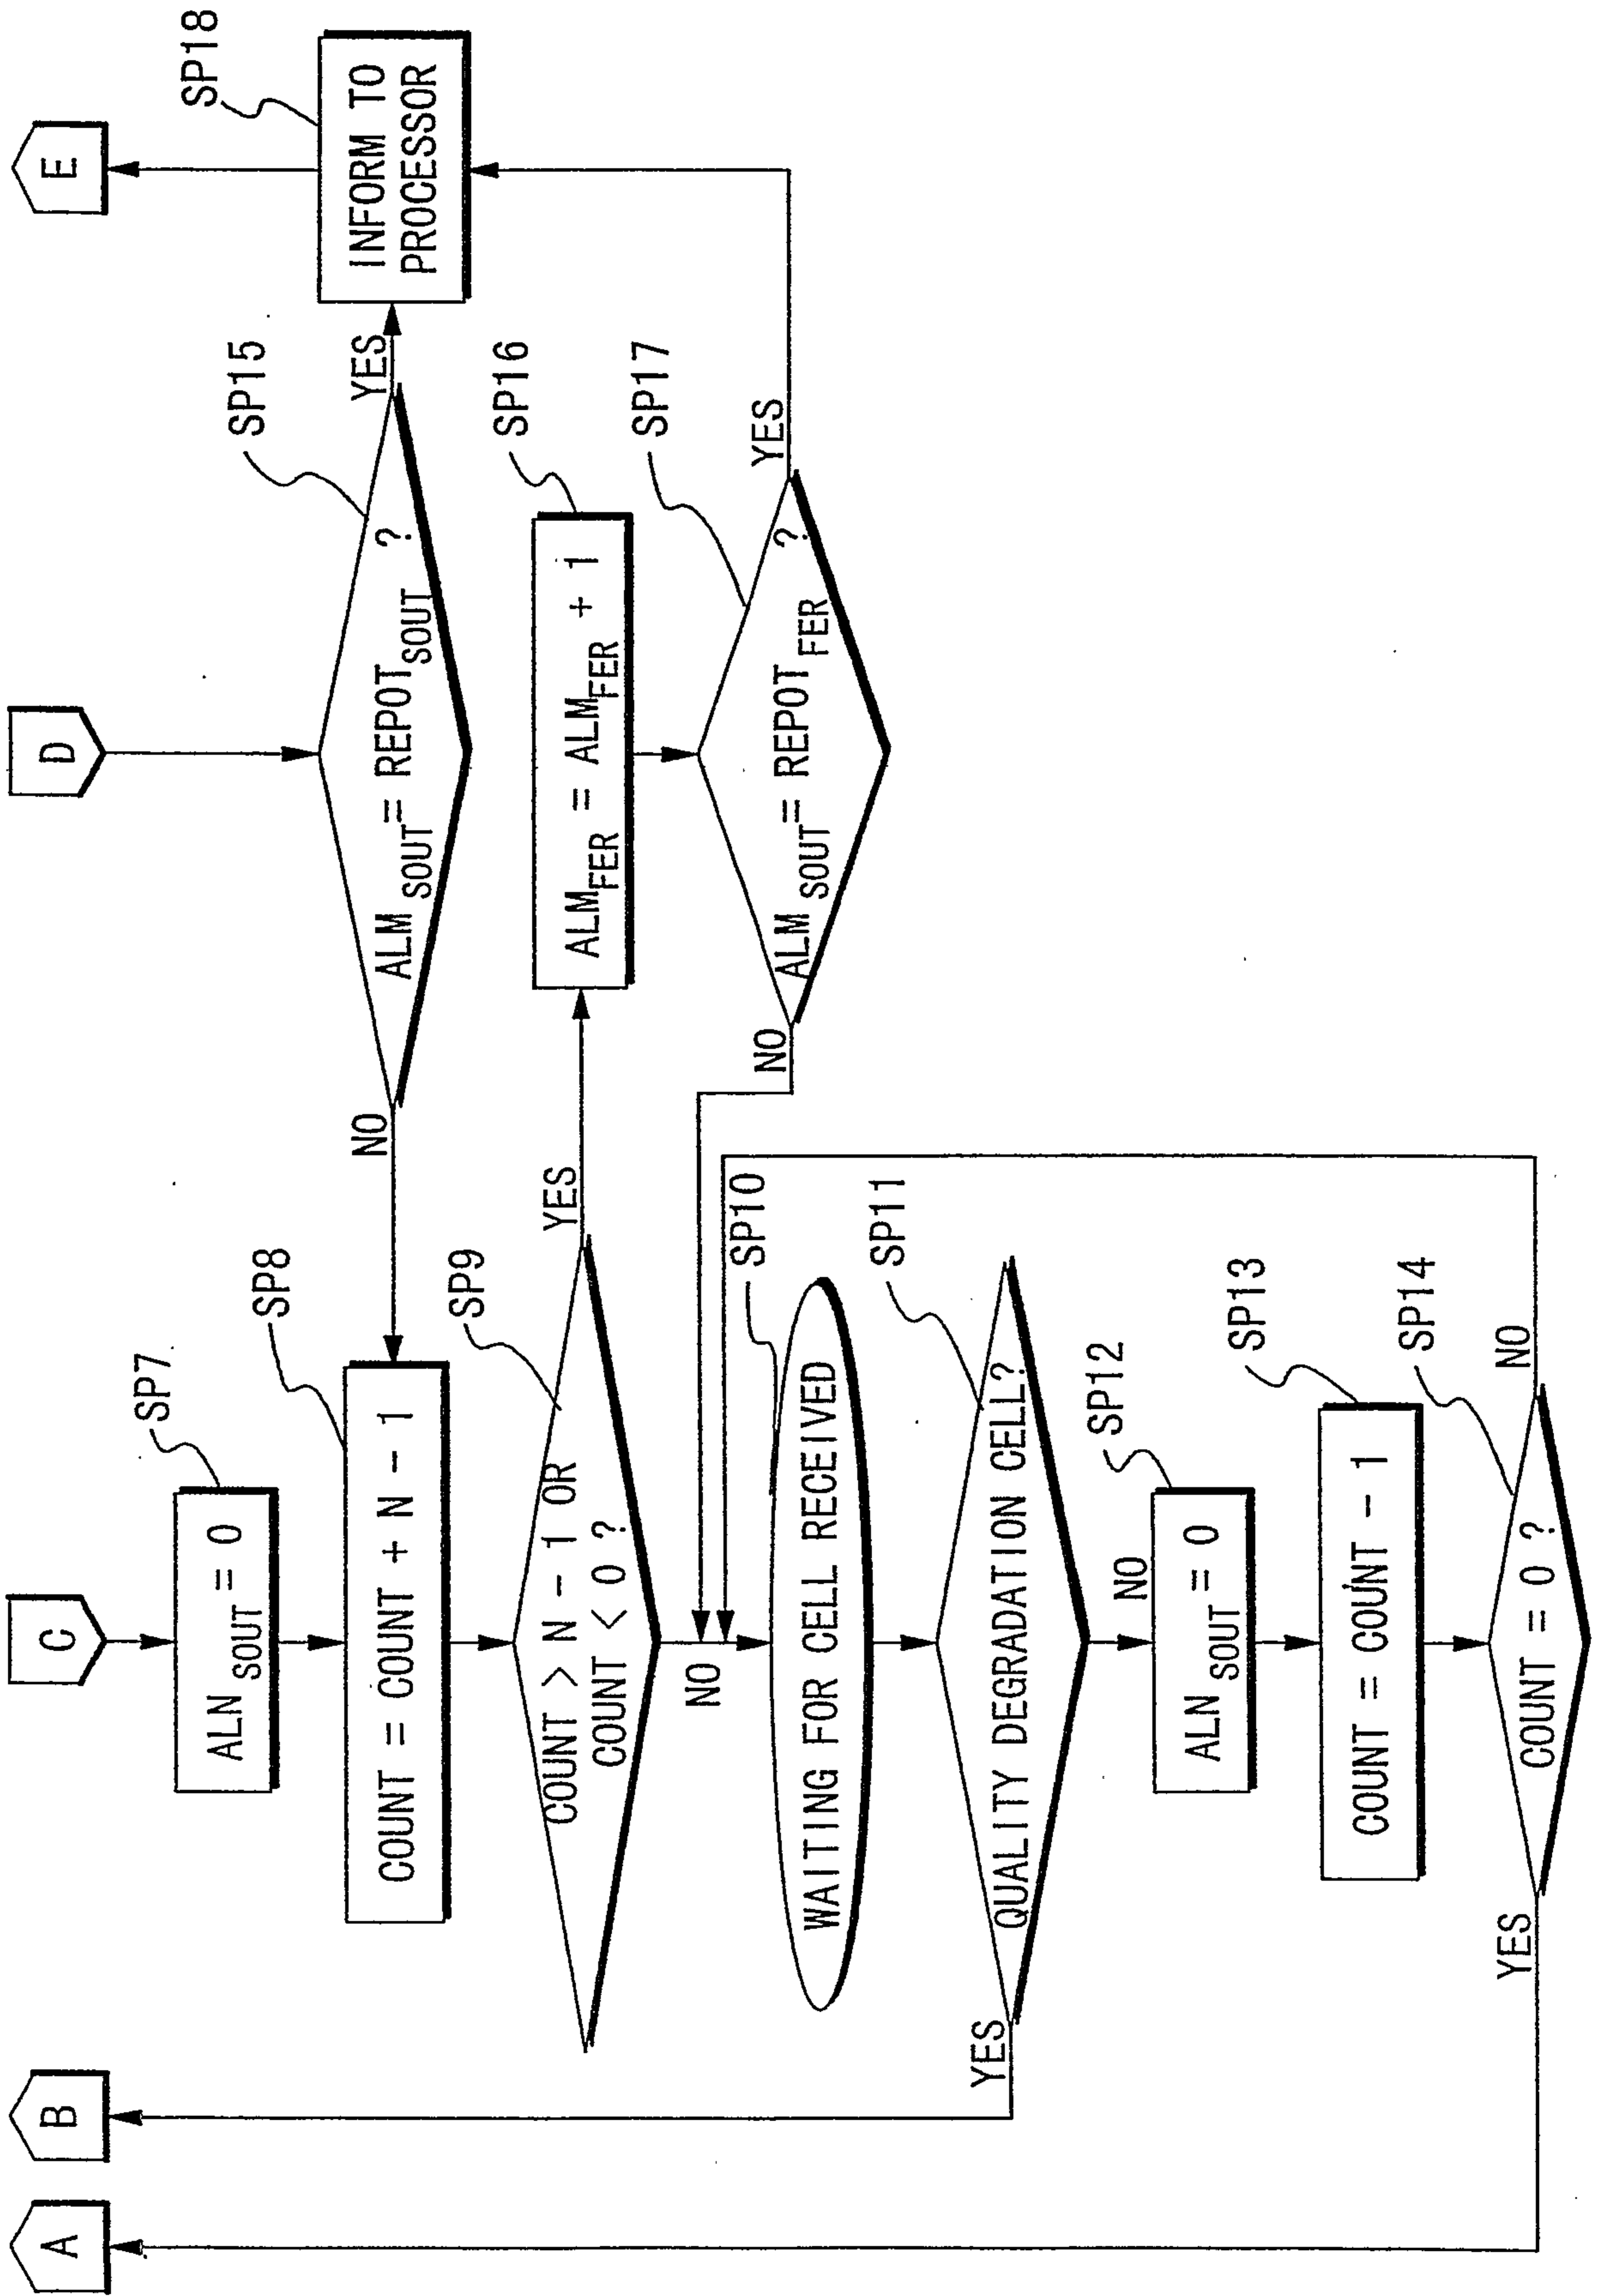 A
B
C
D
E
SP7
ALN SOUT = 0
SP8
COUNT = COUNT + N - 1
SP9
COUNT > N - 1 OR
COUNT < 0 ?
YES
NO
SP10
WAITING FOR CELL RECEIVED
SP11
QUALITY DEGRADATION CELL?
YES
NO
SP12
ALN SOUT = 0
SP13
COUNT = COUNT - 1
SP14
COUNT = 0 ?
YES
NO
SP15
ALM SOUT = REPOT SOUT ?
NO
YES
SP16
ALM FER = ALM FER + 1
SP17
ALM SOUT = REPOT FER ?
NO
YES
SP18
INFORM TO
PROCESSOR